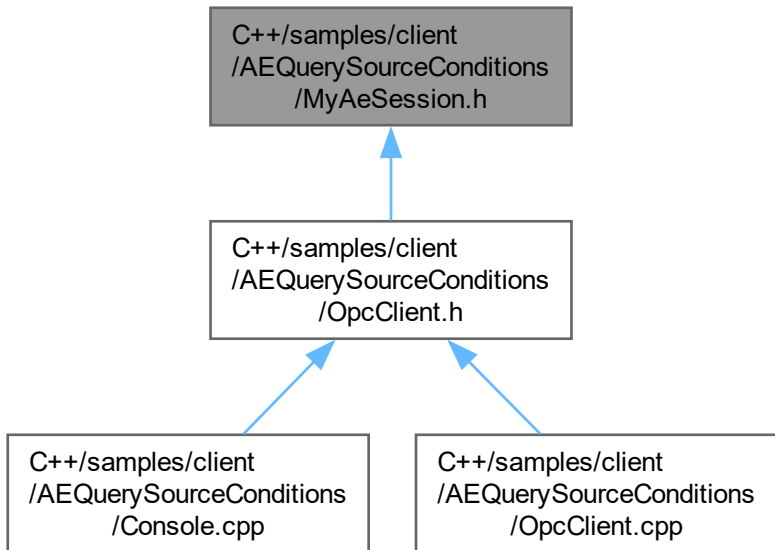 C++/samples/client
/AEQuerySourceConditions
/MyAeSession.h
C++/samples/client
/AEQuerySourceConditions
/OpcClient.h
C++/samples/client
/AEQuerySourceConditions
/Console.cpp
C++/samples/client
/AEQuerySourceConditions
/OpcClient.cpp